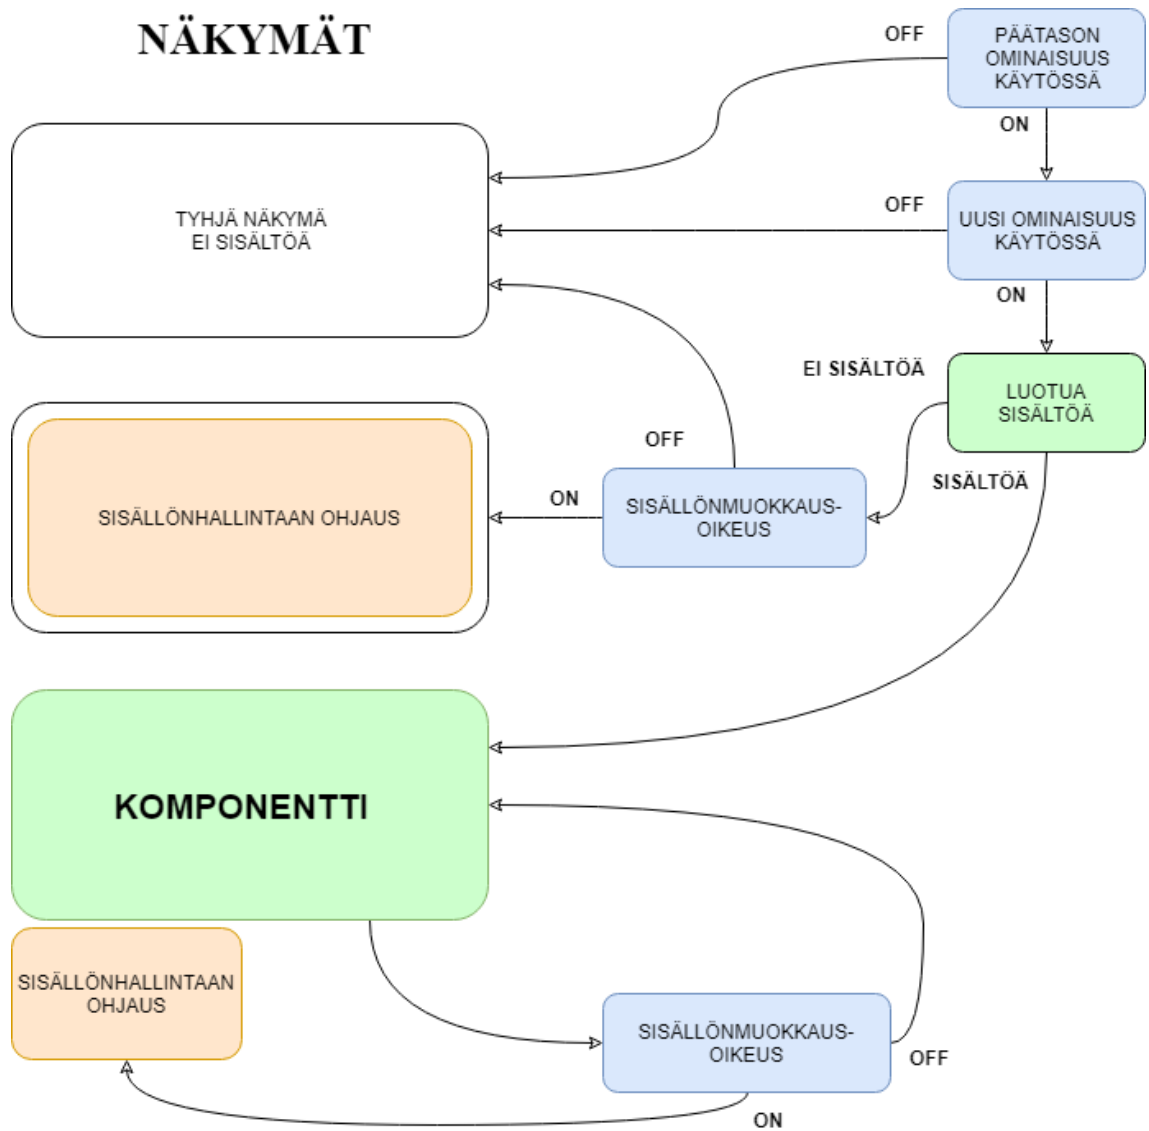 NÄKYMÄT
OFF
PÄÄTASON
OMINAISUUS
KÄYTÖSSÄ
ON
TYHJÄ NÄKYMÄ
EI SISÄLTÖÄ
OFF
UUSI OMINAISUUS
KÄYTÖSSÄ
ON
EI SISÄLTÖÄ
LUOTUA
SISÄLTÖÄ
OFF
SISÄLTÖÄ
SISÄLLÖNHALLINTAAN OHJAUS
ON
SISÄLLÖNMUOKKAUS-
OIKEUS
KOMPONENTTI
SISÄLLÖNHALLINTAAN
OHJAUS
SISÄLLÖNMUOKKAUS-
OIKEUS
OFF
ON